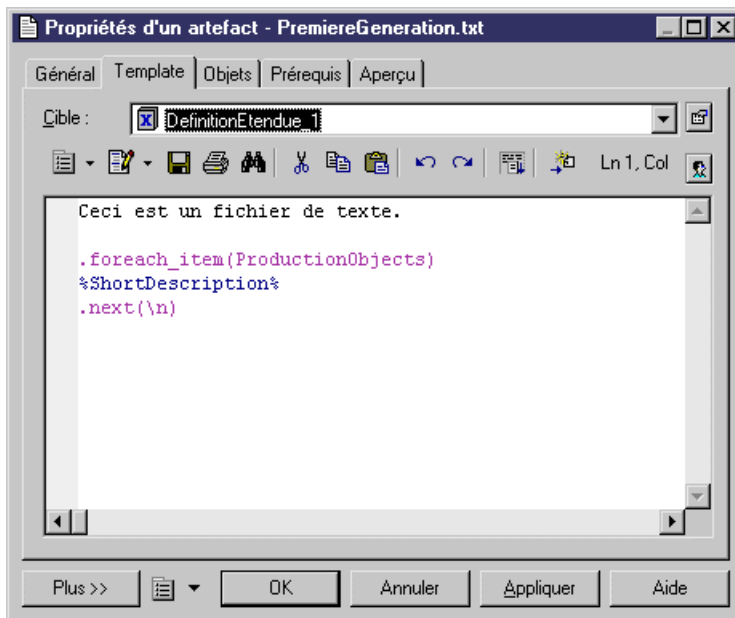 Propriétés d'un artefact - PremiereGeneration.txt
Général Template Objets Prérequis Aperçu
Cible : DefinitionEtendue_1
Ln 1, Col
Ceci est un fichier de texte.
.foreach_item(ProductionObjects)
%ShortDescription%
.next(\n)
Plus >> OK Annuler Appliquer Aide